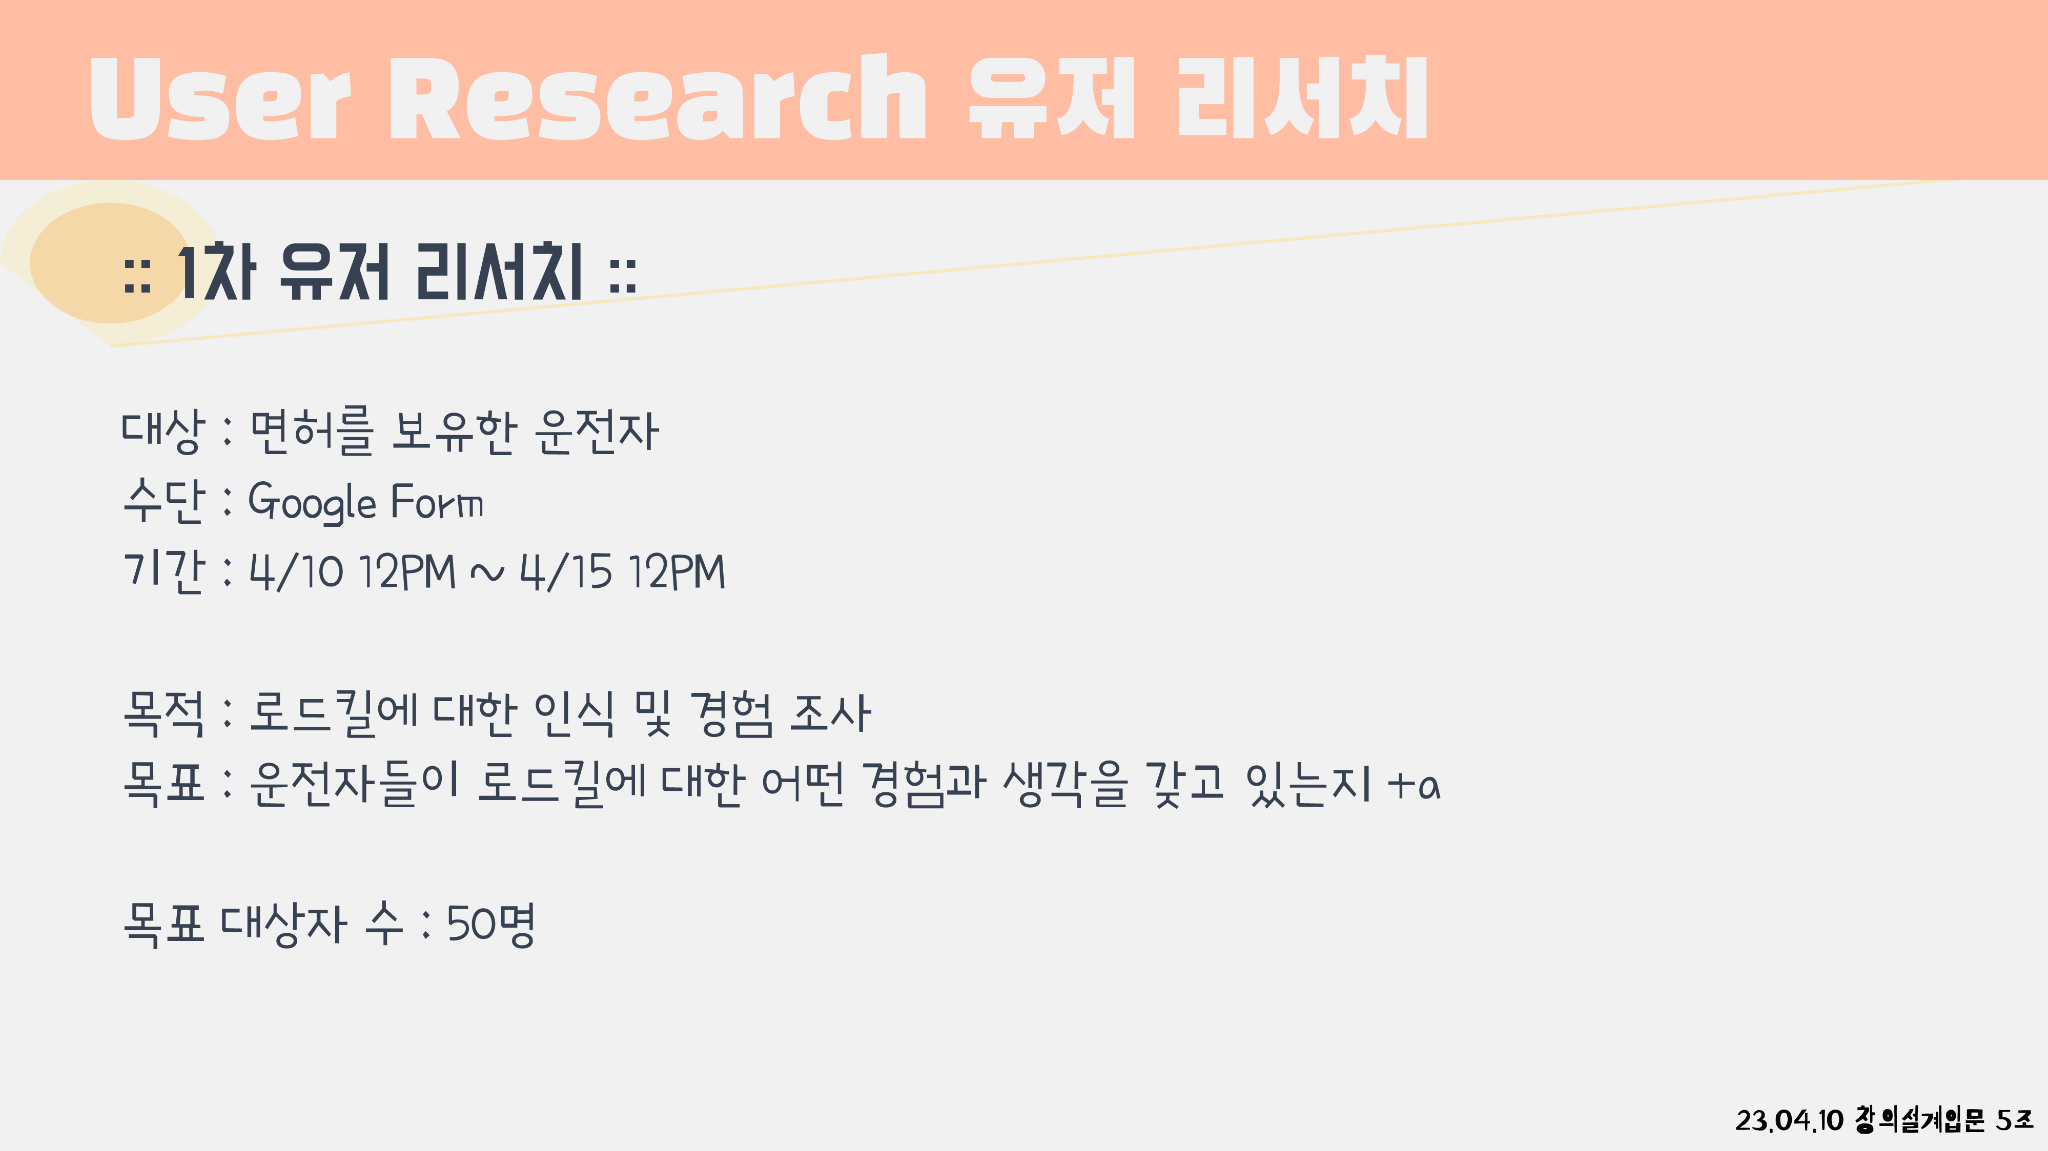 User Research 유저 리서치
:: 1차 유저 리서치 ::
대상 : 면허를 보유한 운전자
수단 : Google Form
기간 : 4/10 12PM ~ 4/15 12PM
목적 : 로드킬에 대한 인식 및 경험 조사
목표 : 운전자들이 로드킬에 대한 어떤 경험과 생각을 갖고 있는지 +a
목표 대상자 수 : 50명
23.04.10 창의설계입문 5조